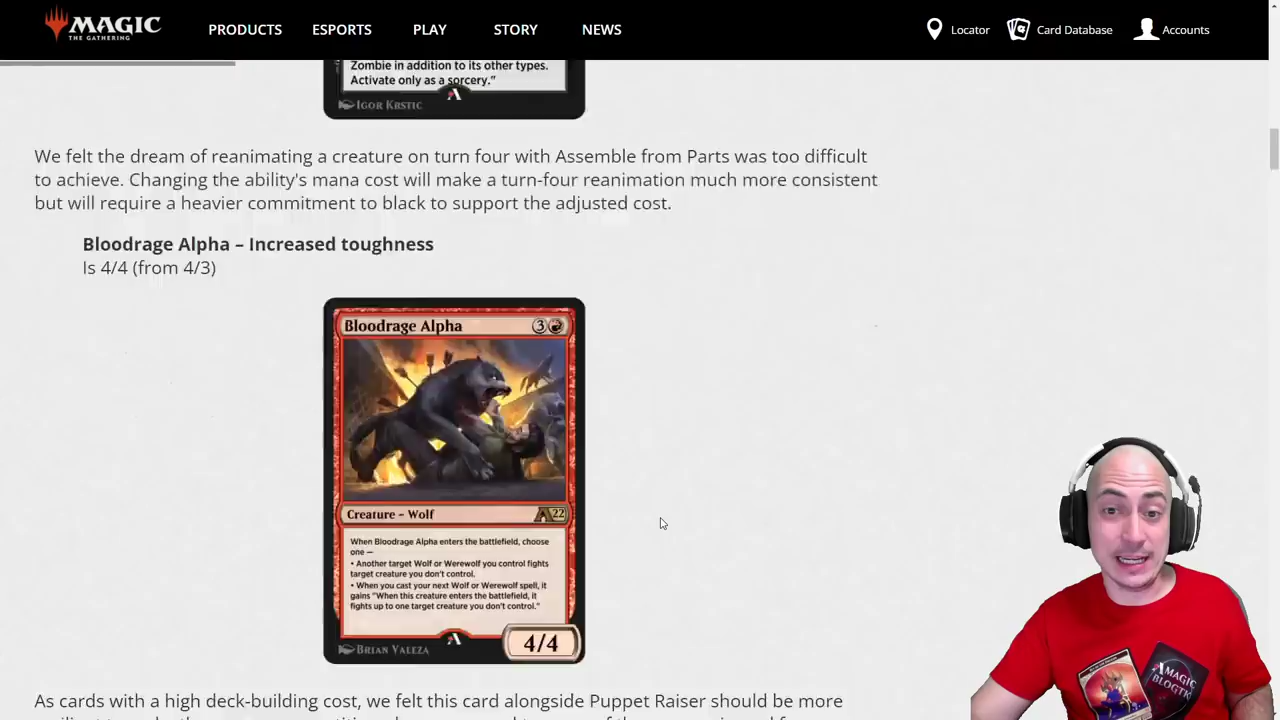 MAGIC
THE GATHERING
PRODUCTS ESPORTS PLAY STORY NEWS Locator Card Database Accounts
Zombie in addition to its other types.
Activate only as a sorcery."
IGOR KRSTIC
We felt the dream of reanimating a creature on turn four with Assemble from Parts was too difficult
to achieve. Changing the ability's mana cost will make a turn-four reanimation much more consistent
but will require a heavier commitment to black to support the adjusted cost.
Bloodrage Alpha – Increased toughness
Is 4/4 (from 4/3)
Bloodrage Alpha 3
Creature – Wolf A22
When Bloodrage Alpha enters the battlefield, choose
one —
• Another target Wolf or Werewolf you control fights
target creature you don't control.
• When you cast your next Wolf or Werewolf spell, it
gains "When this creature enters the battlefield, it
fights up to one target creature you don't control."
4/4
BRIAN VALEZA
As cards with a high deck-building cost, we felt this card alongside Puppet Raiser should be more